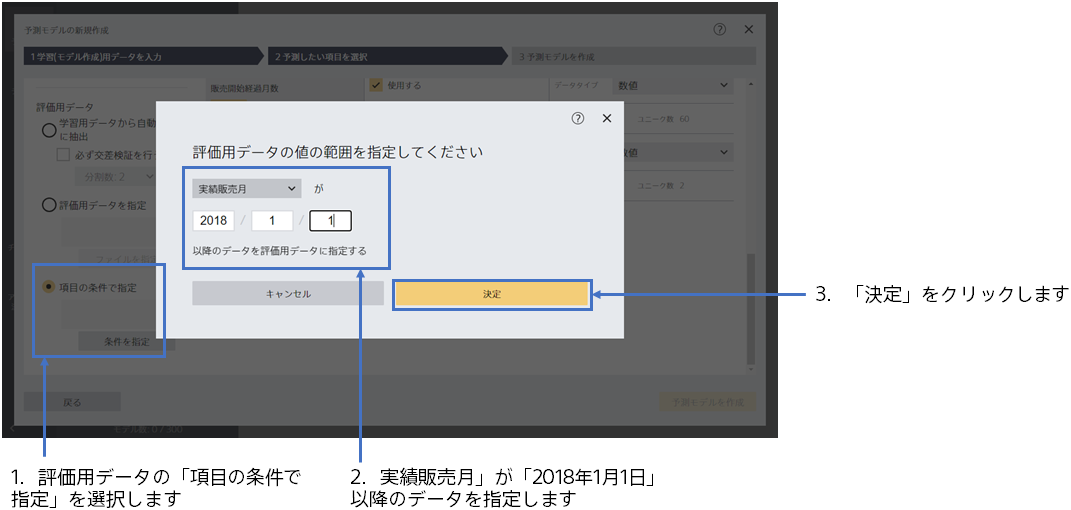 予測モデルの新規作成
1 学習(モデル作成)用データを入力
2 予測したい項目を選択
3 予測モデルを作成
販売開始経過月数
使用する
データタイプ
数値
評価用データ
学習用データから自動
に抽出
ユニーク数 60
必ず交差検証を行
数値
分割数: 2
ユニーク数 2
評価用データを指定
ファイルを指
項目の条件で指定
条件を指定
評価用データの値の範囲を指定してください
実績販売月 が
2018 / 1 / 1
以降のデータを評価用データに指定する
キャンセル
決定
戻る
予測モデルを作成
モデル数 (57 / 100)
3. 「決定」をクリックします
1. 評価用データの「項目の条件で
指定」を選択します
2. 実績販売月」が「2018年1月1日」
以降のデータを指定します